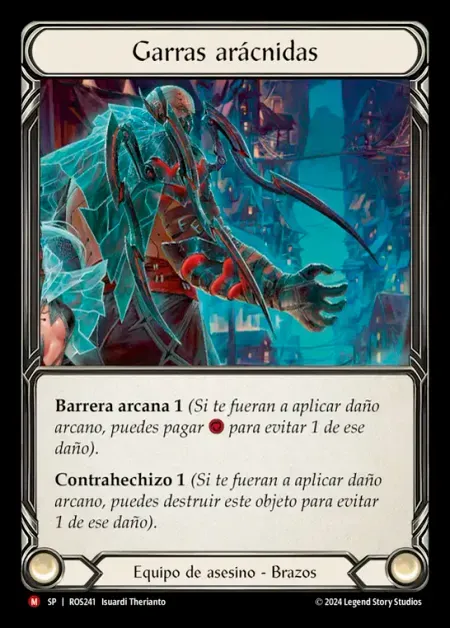 Garras arácnidas
Barrera arcana 1 (Si te fueran a aplicar daño
arcano, puedes pagar para evitar 1 de ese
daño).
Contrahechizo 1 (Si te fueran a aplicar daño
arcano, puedes destruir este objeto para evitar
1 de ese daño).
Equipo de asesino - Brazos
M SP | ROS241 Isuardi Therianto
© 2024 Legend Story Studios